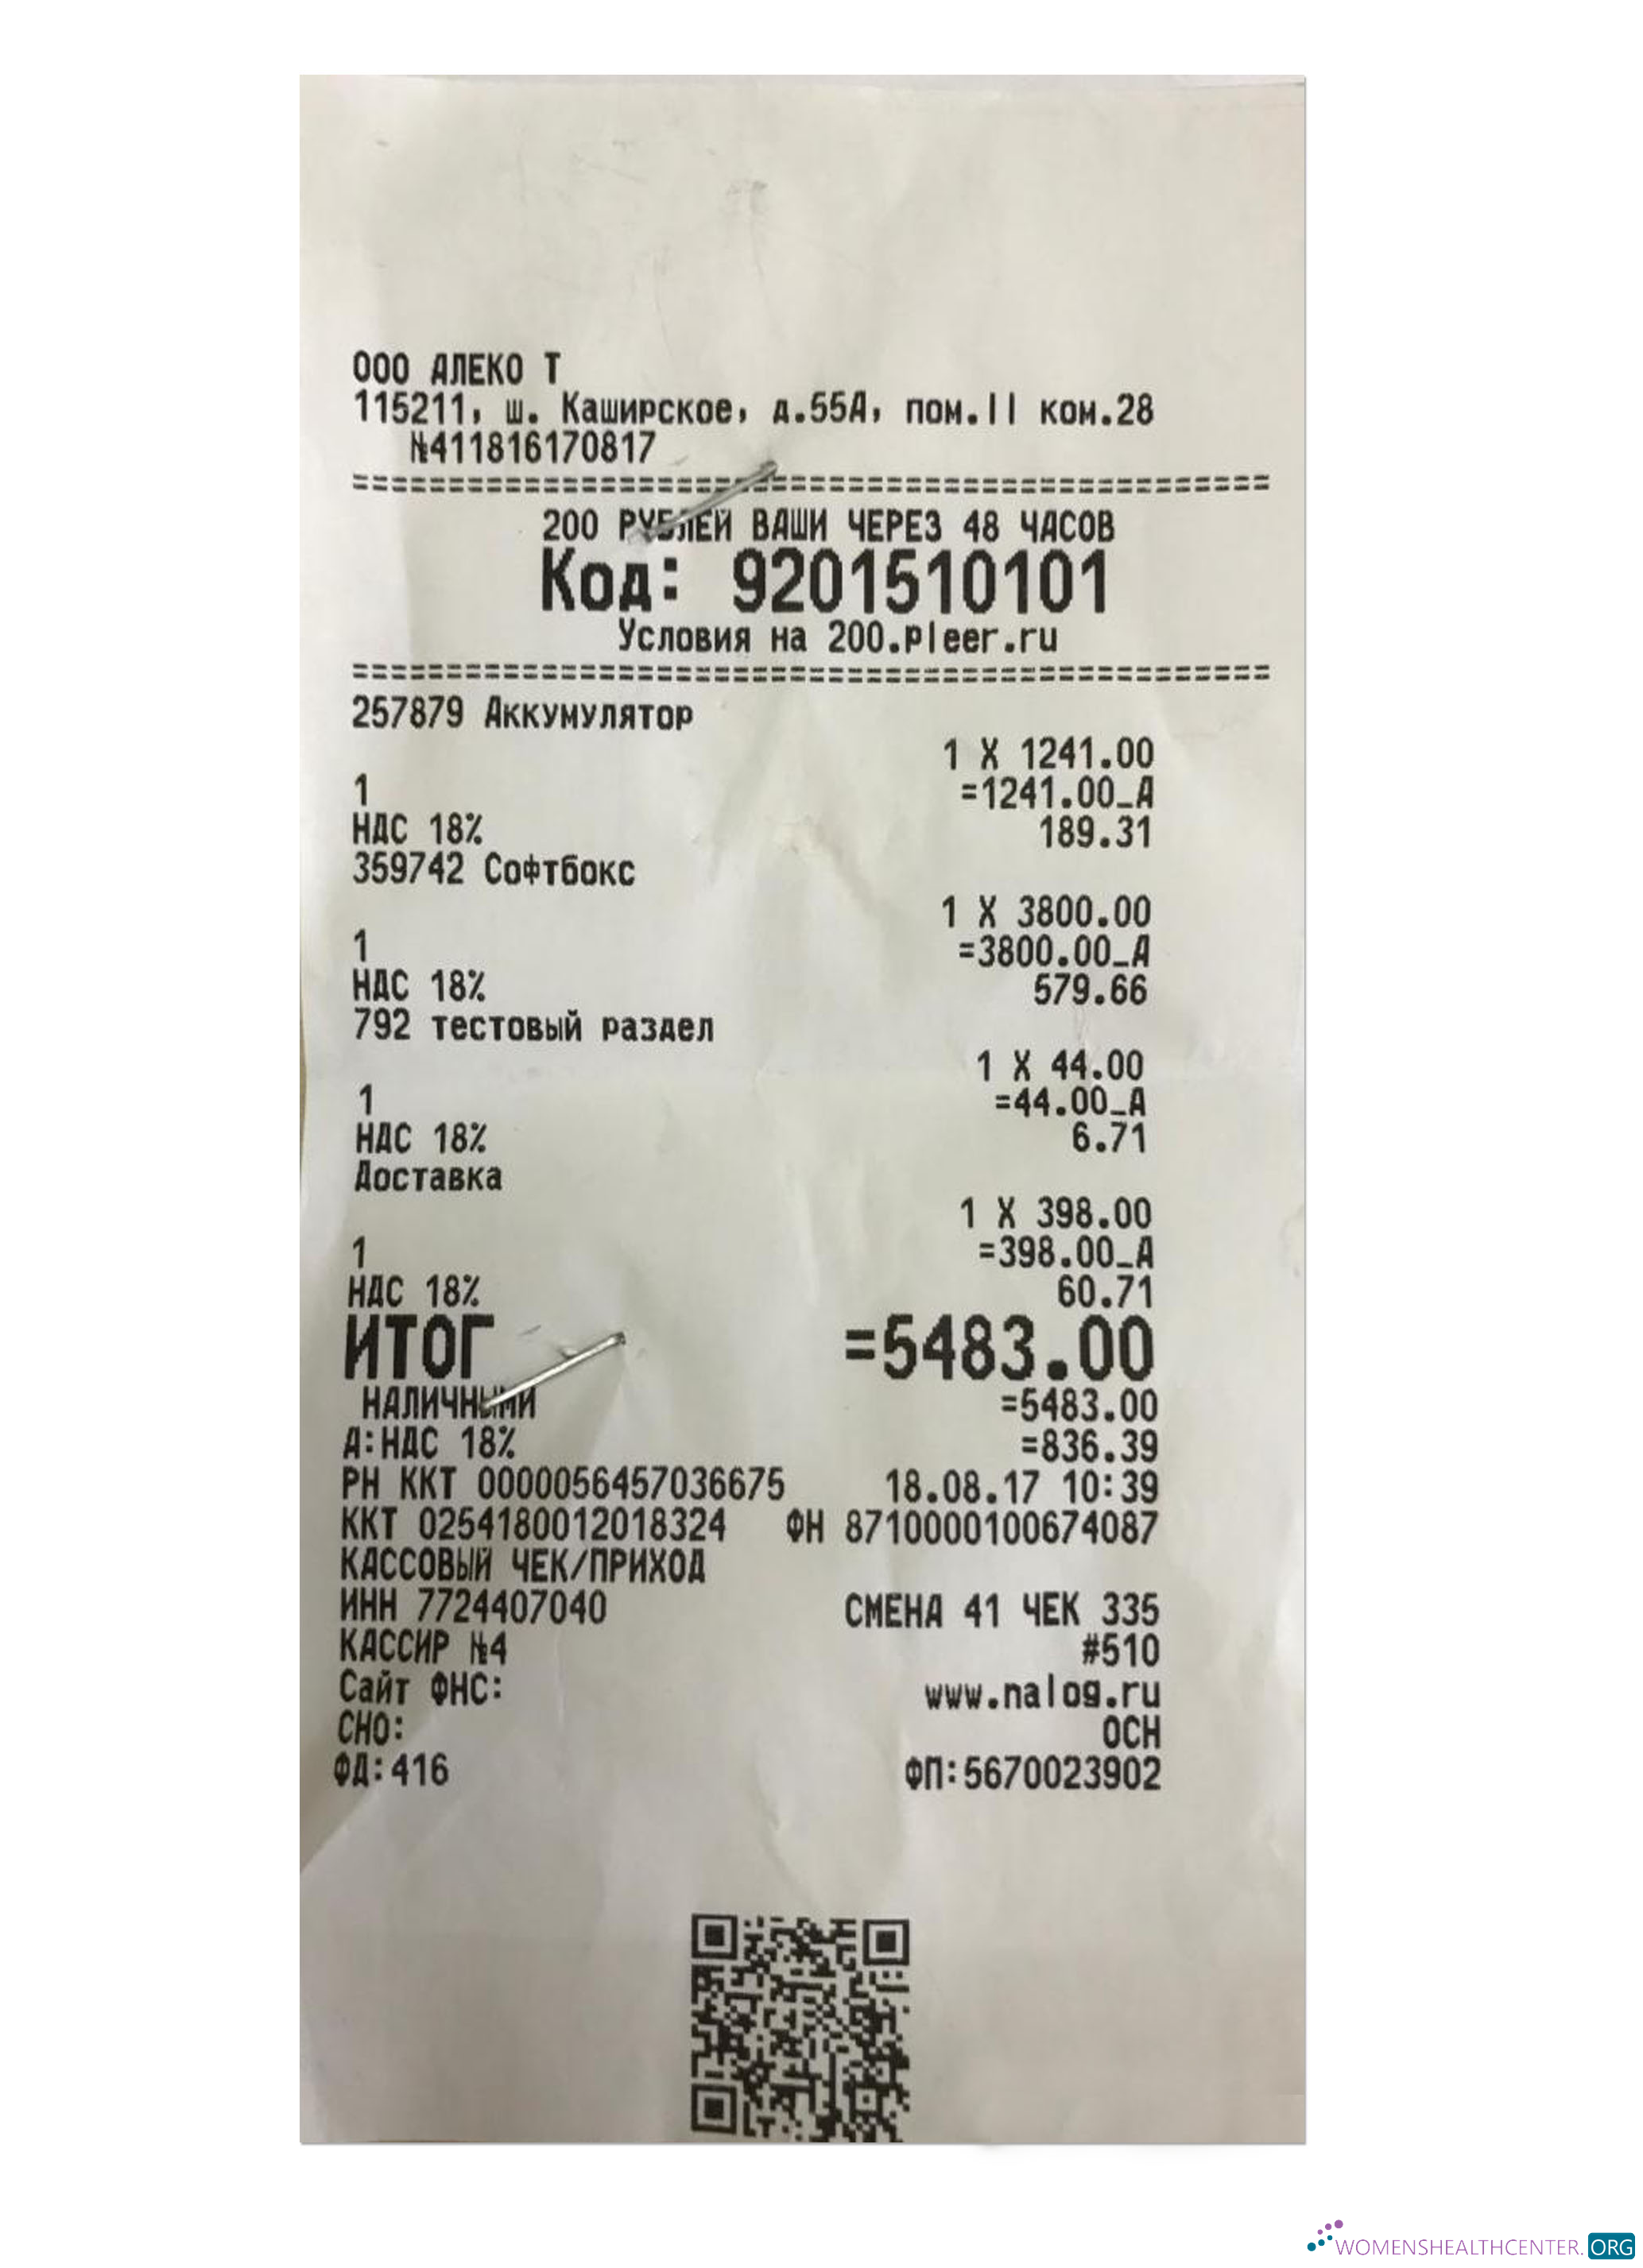 ООО АЛЕКО Т
115211, ш. Каширское, д.55А, пом.II ком.28
№411816170817
================================================
200 РУБЛЕЙ ВАШИ ЧЕРЕЗ 48 ЧАСОВ
Код: 9201510101
Условия на 200.pleer.ru
================================================
257879 Аккумулятор
1 X 1241.00
1 =1241.00_А
НДС 18% 189.31
359742 Софтбокс
1 X 3800.00
1 =3800.00_А
НДС 18% 579.66
792 тестовый раздел
1 X 44.00
1 =44.00_А
НДС 18% 6.71
Доставка
1 X 398.00
1 =398.00_А
НДС 18% 60.71
ИТОГ =5483.00
НАЛИЧНЫМИ =5483.00
А:НДС 18% =836.39
РН ККТ 0000056457036675 18.08.17 10:39
ККТ 0254180012018324 ФН 8710000100674087
КАССОВЫЙ ЧЕК/ПРИХОД
ИНН 7724407040 СМЕНА 41 ЧЕК 335
КАССИР №4 #510
Сайт ФНС: www.nalog.ru
СНО: ОСН
ФД:416 ФП:5670023902
WOMENSHEALTHCENTER.ORG